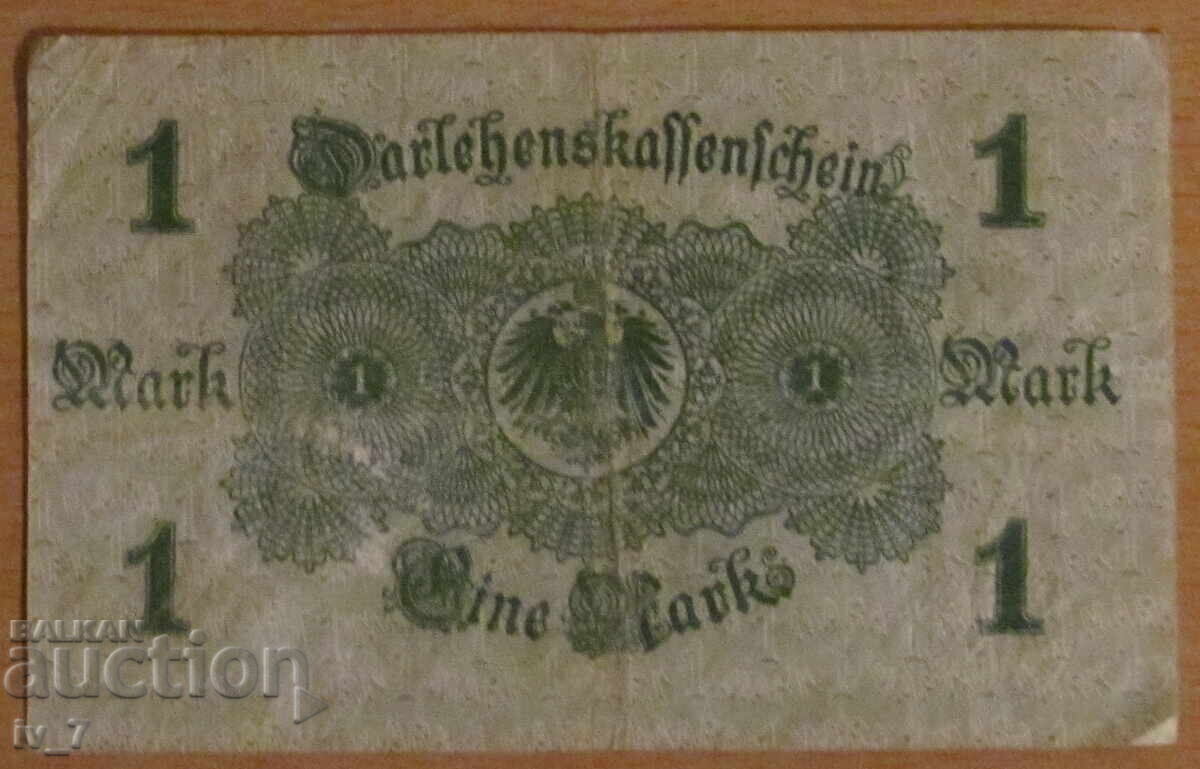 1 Darlehenskassenschein 1
Mark 1 1 Mark
1 Eine Mark 1
BALKAN
auction
iv_7